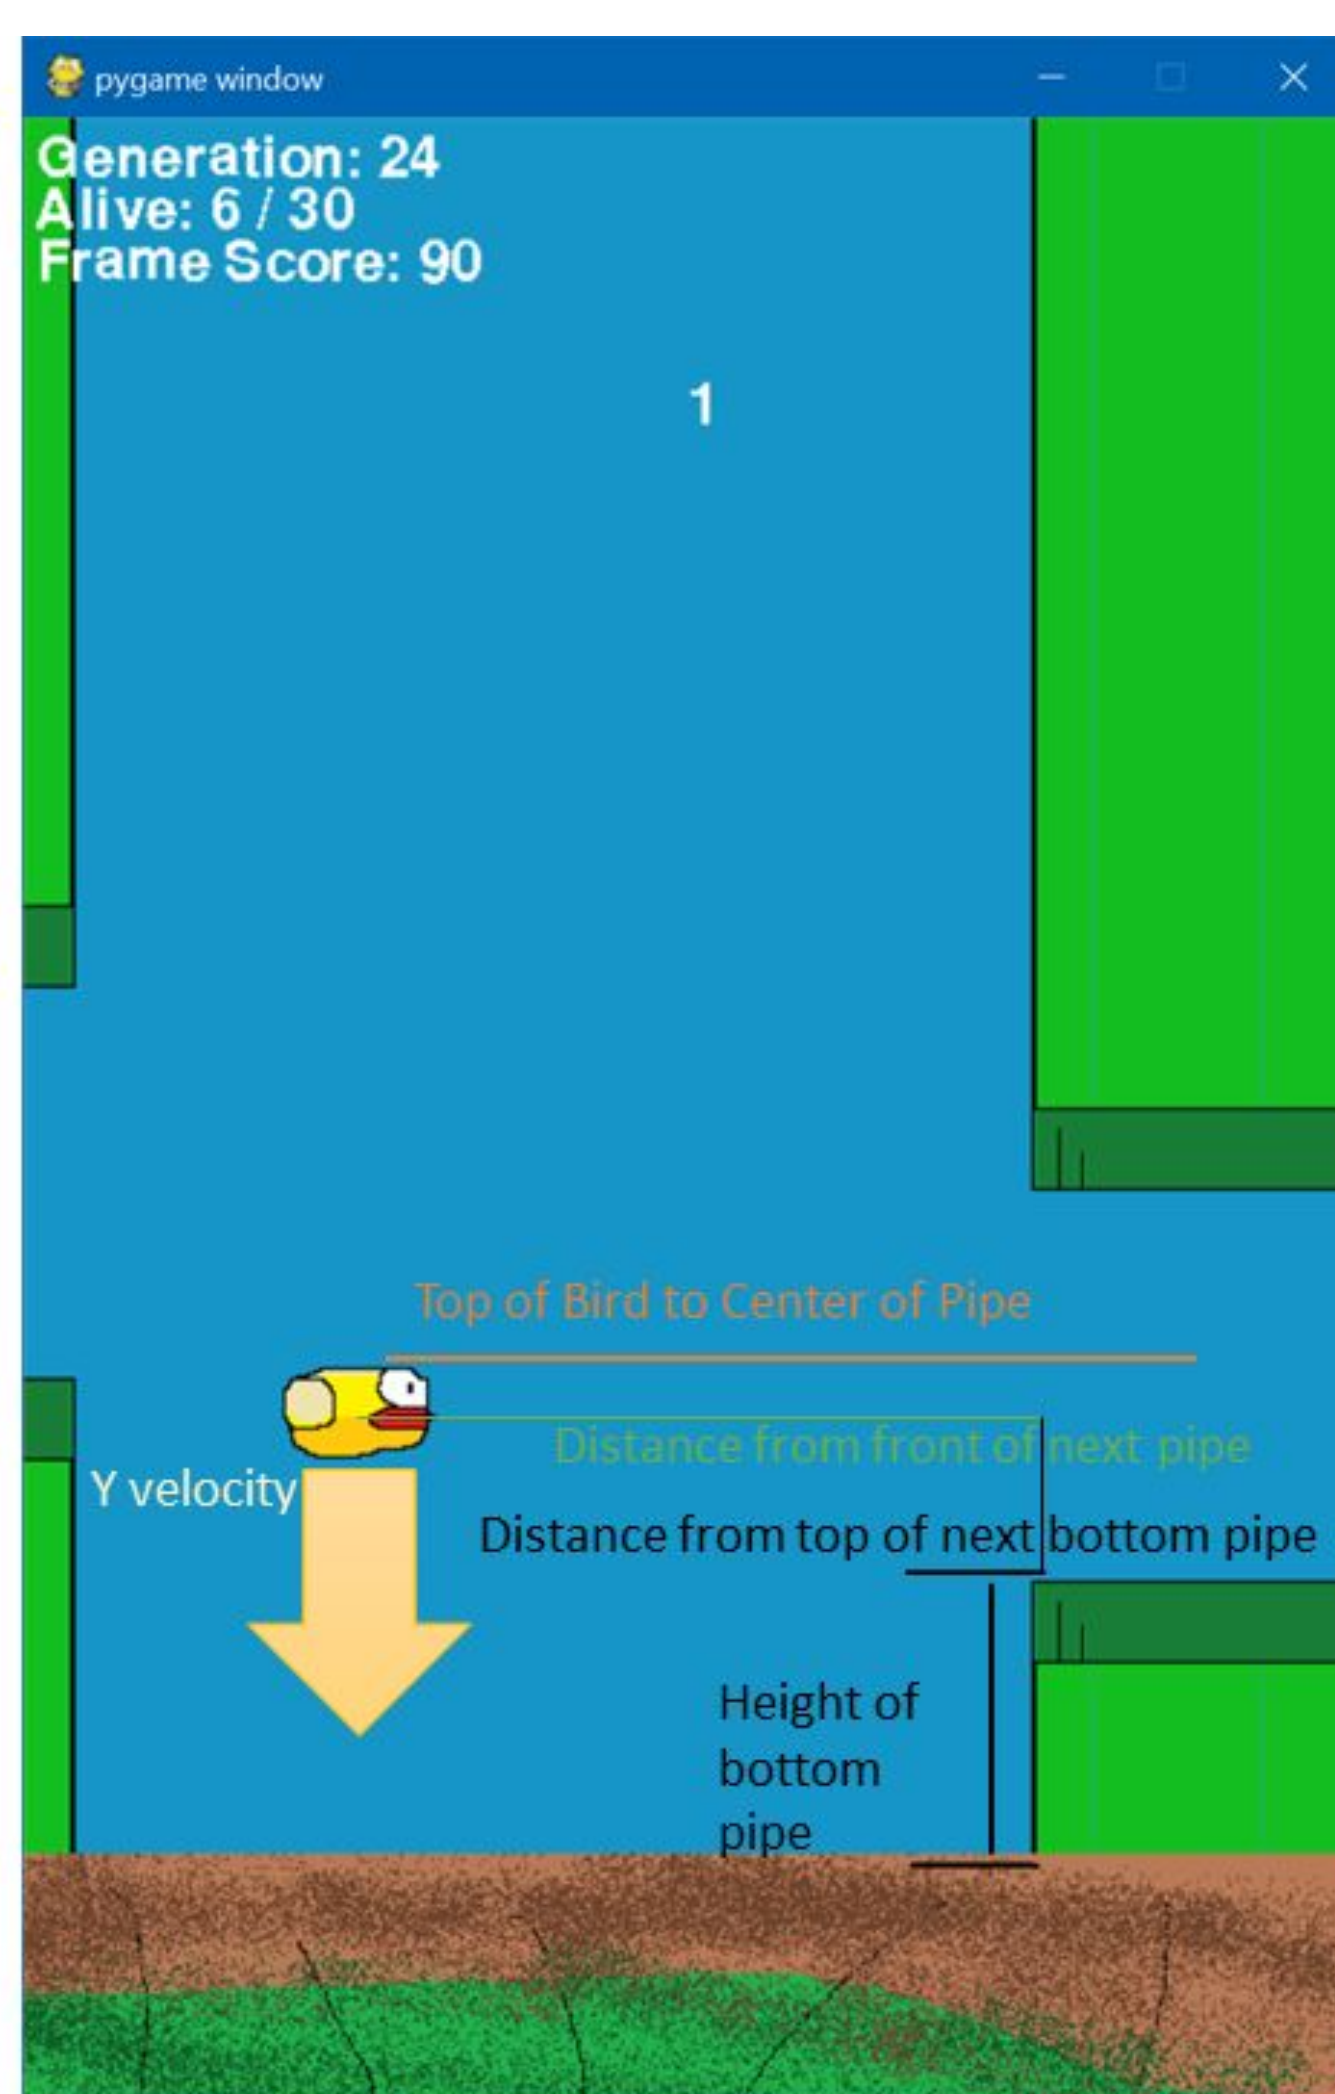 pygame window
Generation: 24
Alive: 6 / 30
Frame Score: 90
1
Top of Bird to Center of Pipe
Distance from front of next pipe
Y velocity
Distance from top of next bottom pipe
Height of
bottom
pipe